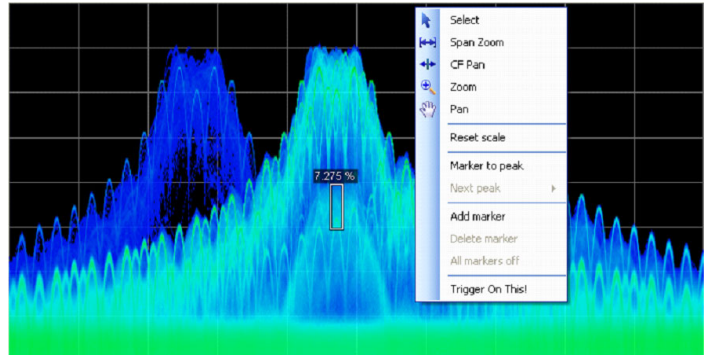 Select
Span Zoom
CF Pan
Zoom
Pan
Reset scale
Marker to peak
Next peak
Add marker
Delete marker
All markers off
Trigger On This!
7.275 %